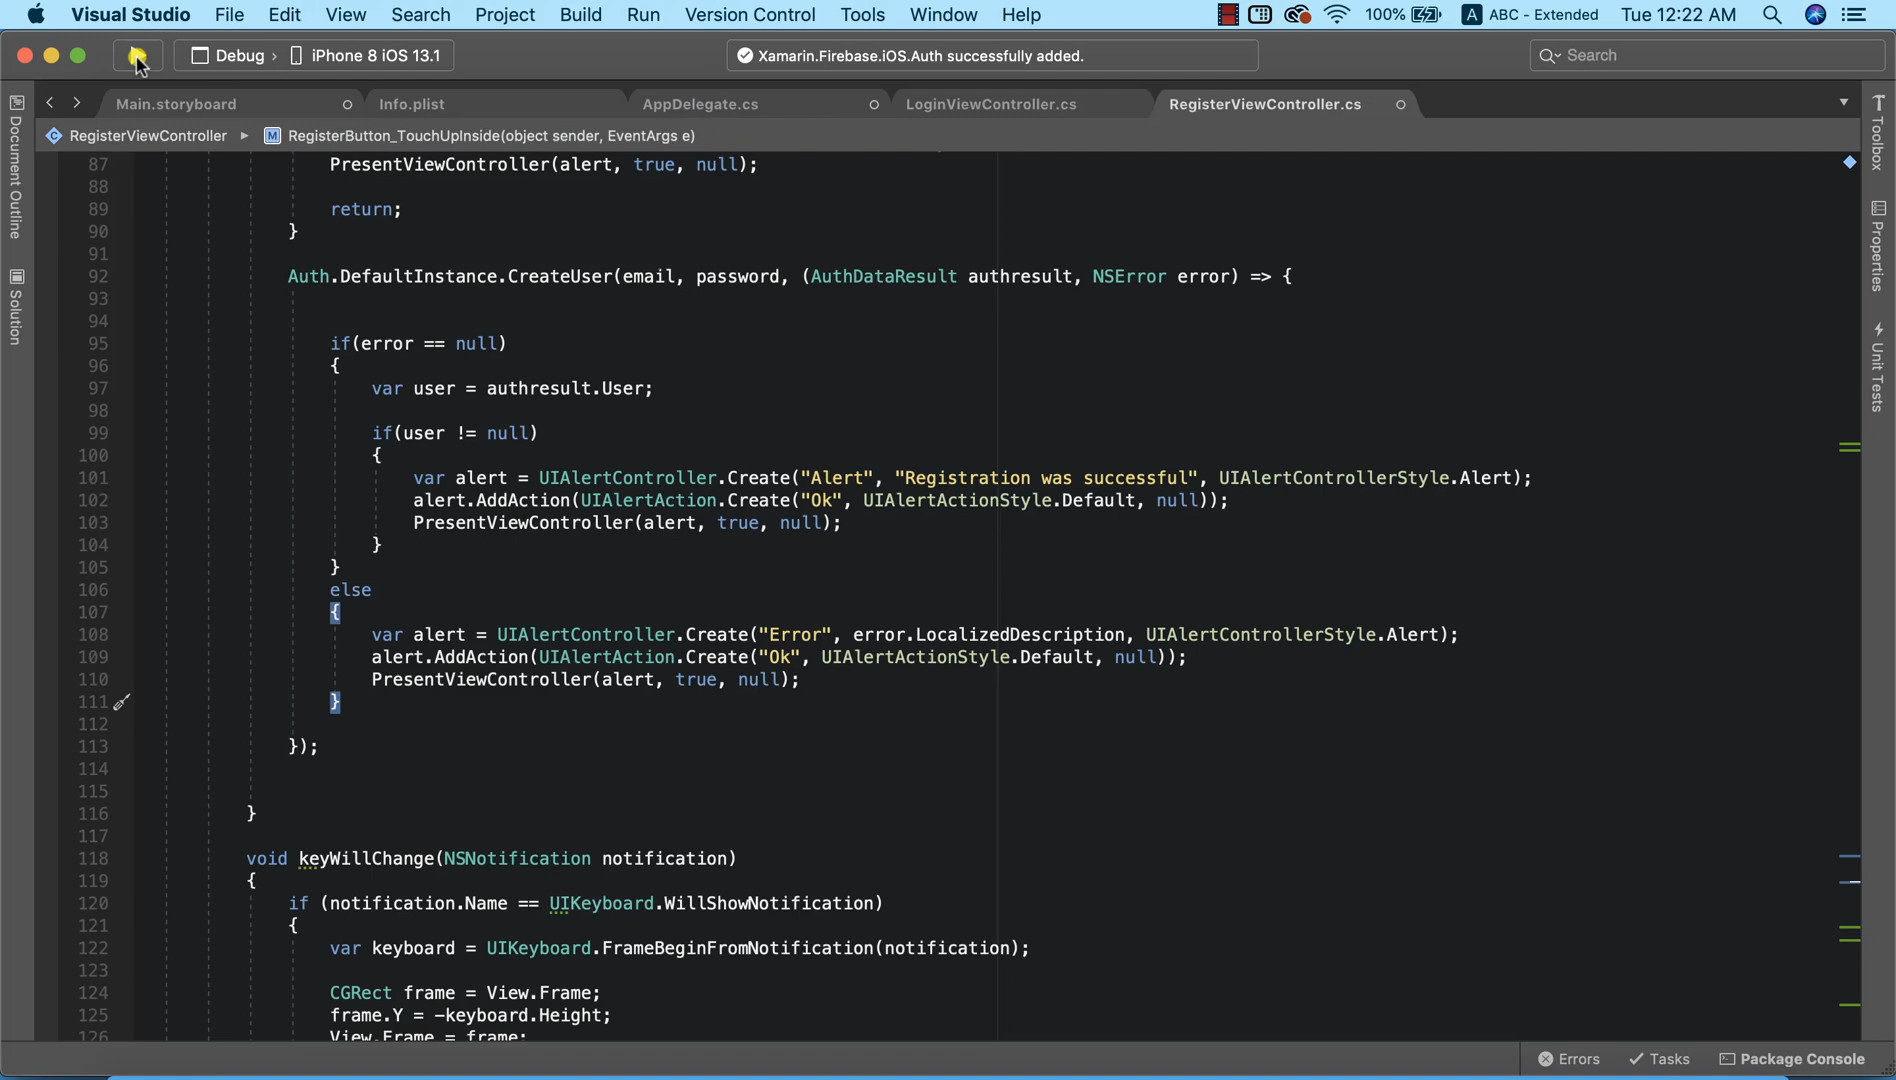 Visual Studio File Edit View Search Project Build Run Version Control Tools Window Help 100% A ABC - Extended Tue 12:22 AM
Debug › iPhone 8 iOS 13.1 Xamarin.Firebase.iOS.Auth successfully added. Search
Main.storyboard Info.plist AppDelegate.cs LoginViewController.cs RegisterViewController.cs
C RegisterViewController M RegisterButton_TouchUpInside(object sender, EventArgs e)
Document Outline
Solution
Toolbox
Properties
Unit Tests
87 PresentViewController(alert, true, null);
88
89 return;
90 }
91
92 Auth.DefaultInstance.CreateUser(email, password, (AuthDataResult authresult, NSError error) => {
93
94
95 if(error == null)
96 {
97 var user = authresult.User;
98
99 if(user != null)
100 {
101 var alert = UIAlertController.Create("Alert", "Registration was successful", UIAlertControllerStyle.Alert);
102 alert.AddAction(UIAlertAction.Create("Ok", UIAlertActionStyle.Default, null));
103 PresentViewController(alert, true, null);
104 }
105 }
106 else
107 {
108 var alert = UIAlertController.Create("Error", error.LocalizedDescription, UIAlertControllerStyle.Alert);
109 alert.AddAction(UIAlertAction.Create("Ok", UIAlertActionStyle.Default, null));
110 PresentViewController(alert, true, null);
111 }
112
113 });
114
115
116 }
117
118 void keyWillChange(NSNotification notification)
119 {
120 if (notification.Name == UIKeyboard.WillShowNotification)
121 {
122 var keyboard = UIKeyboard.FrameBeginFromNotification(notification);
123
124 CGRect frame = View.Frame;
125 frame.Y = -keyboard.Height;
126 View.Frame = frame;
Errors Tasks Package Console